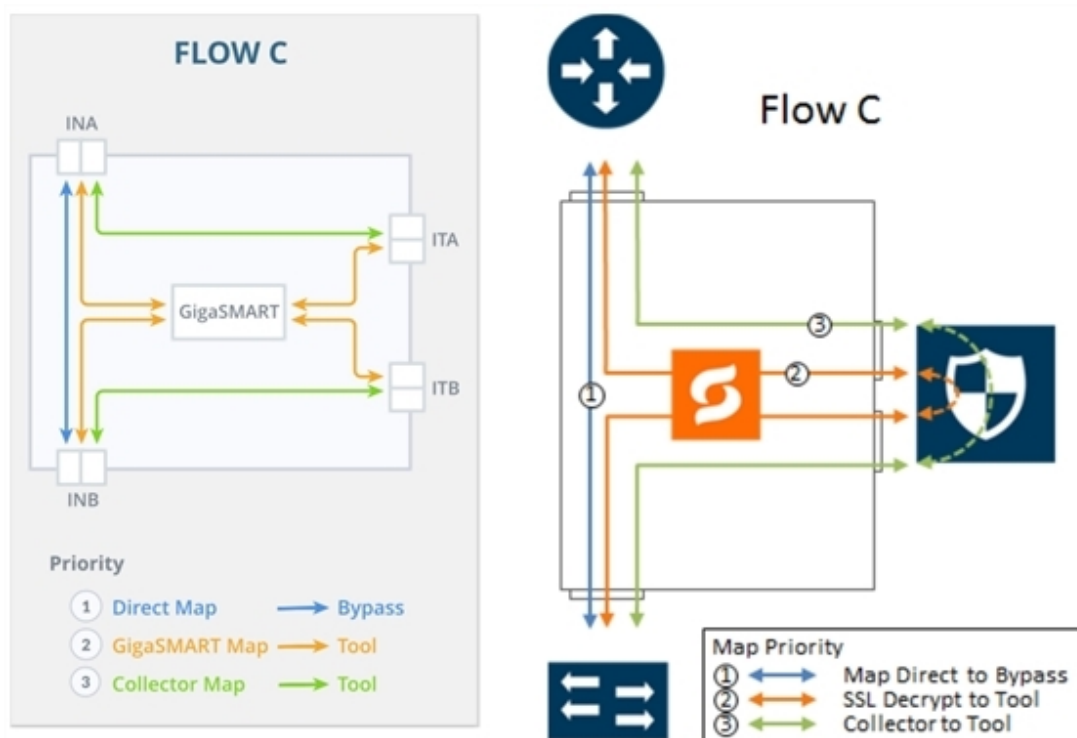 FLOW C
INA
ITA
GigaSMART
ITB
INB
Priority
1 Direct Map Bypass
2 GigaSMART Map Tool
3 Collector Map Tool
Flow C
3
2
1
Map Priority
1 Map Direct to Bypass
2 SSL Decrypt to Tool
3 Collector to Tool